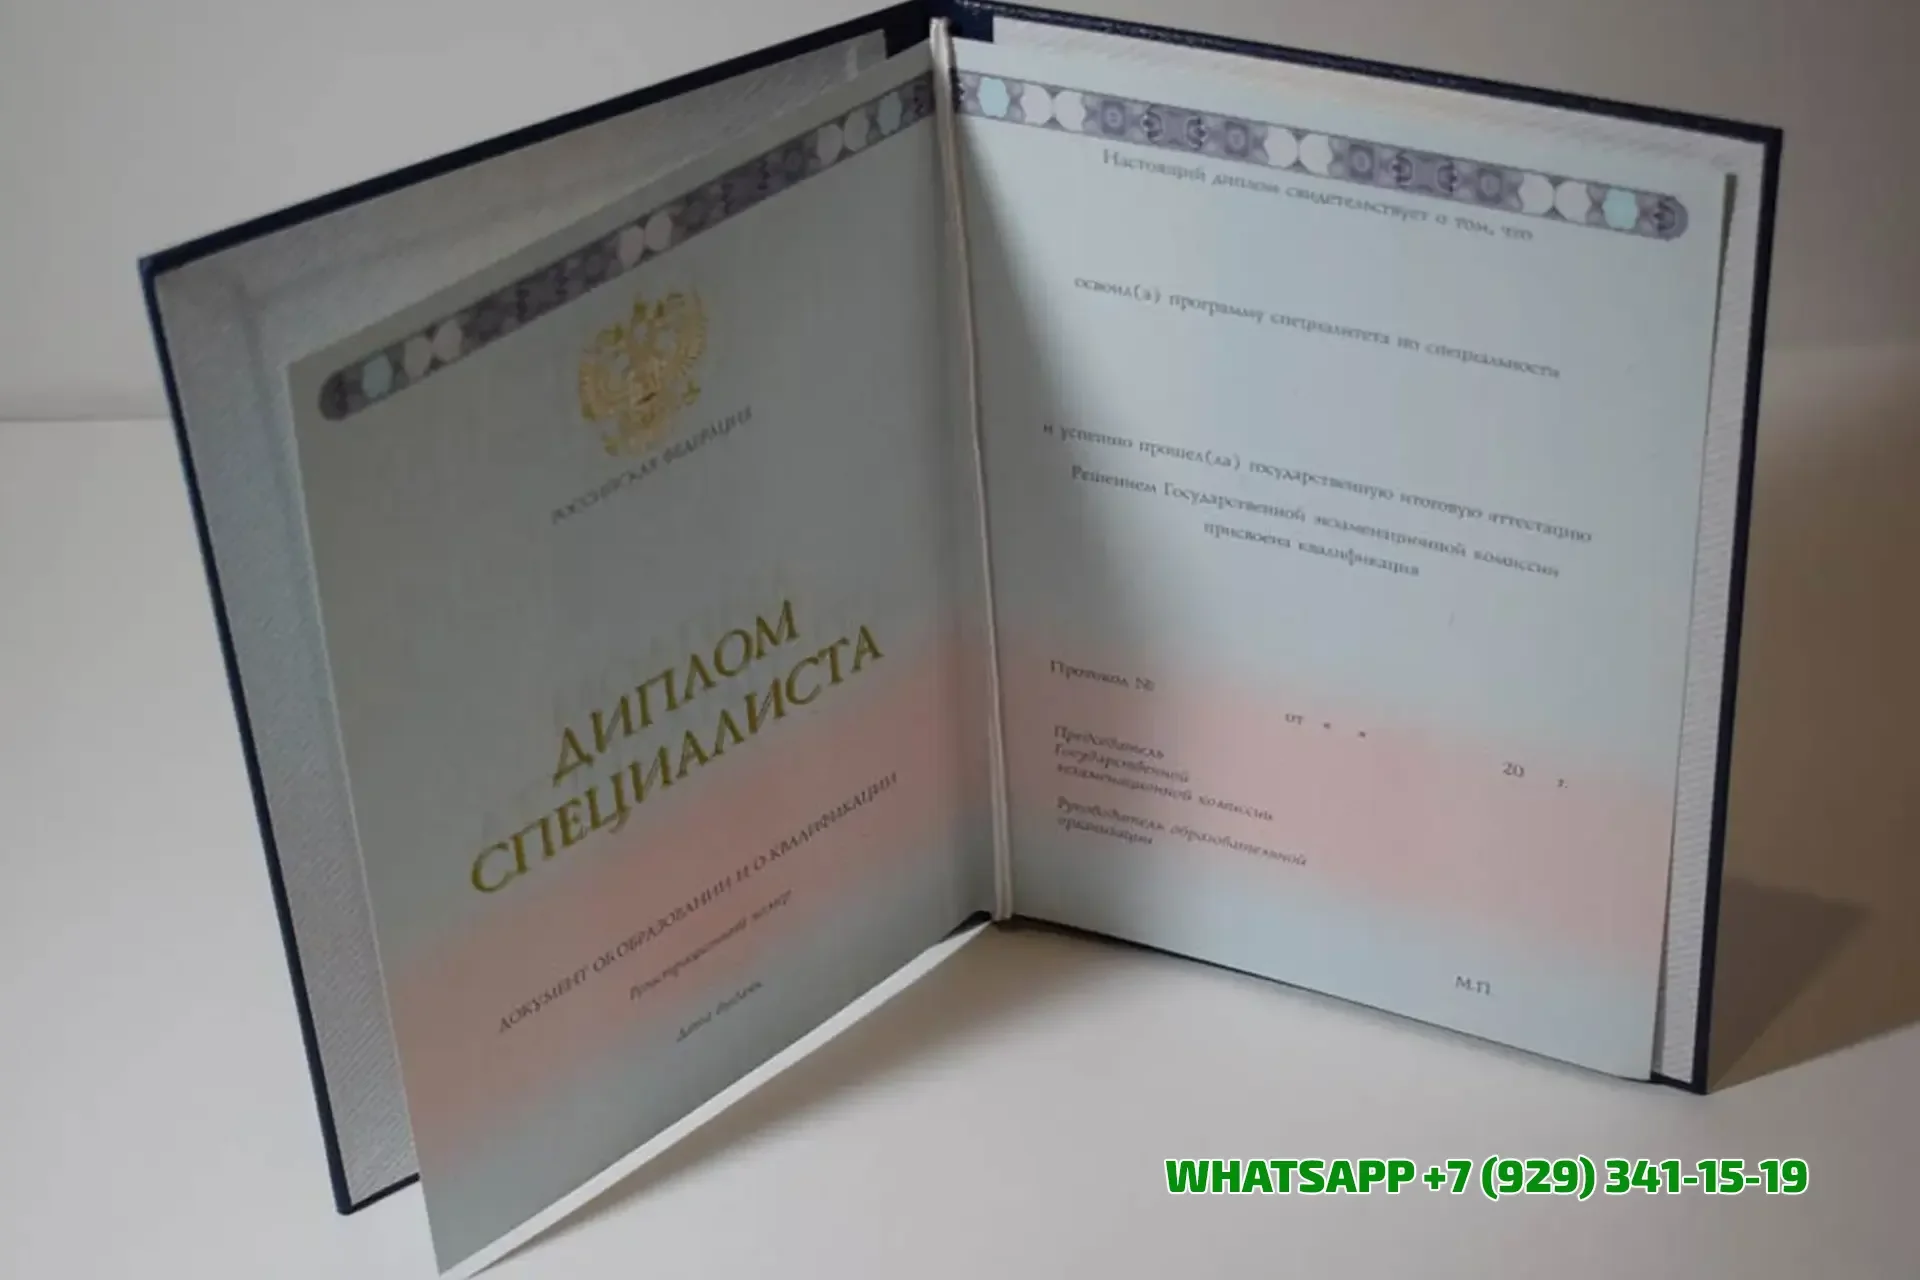 РОССИЙСКАЯ ФЕДЕРАЦИЯ
ДИПЛОМ
СПЕЦИАЛИСТА
ДОКУМЕНТ ОБ ОБРАЗОВАНИИ И О КВАЛИФИКАЦИИ
Регистрационный номер
Дата выдачи
Настоящий диплом свидетельствует о том, что
освоил(а) программу специалитета по специальности
и успешно прошел(ла) государственную итоговую аттестацию
Решением Государственной экзаменационной комиссии
присвоена квалификация
Протокол №
от « » 20 г.
Председатель
Государственной
экзаменационной комиссии
Руководитель образовательной
организации
М.П.
WHATSAPP +7 (929) 341-15-19